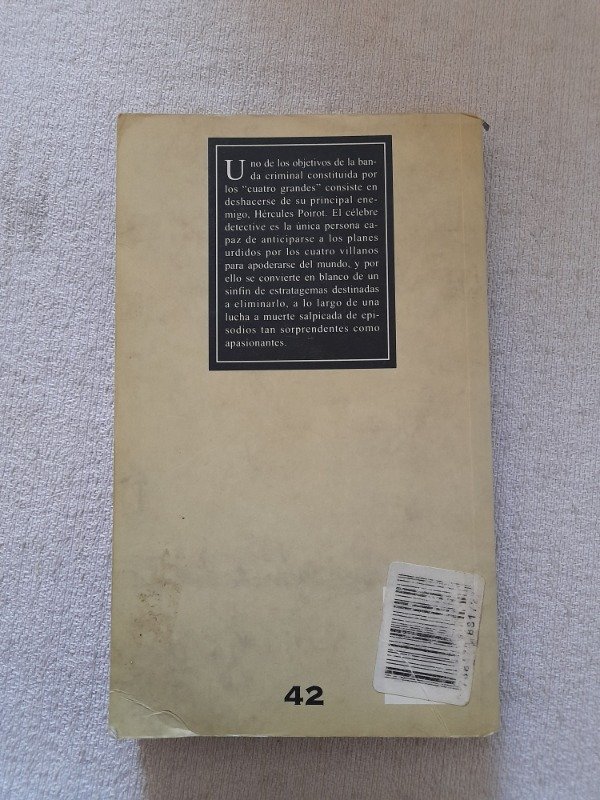 Uno de los objetivos de la ban-
da criminal constituida por
los "cuatro grandes" consiste en
deshacerse de su principal ene-
migo, Hércules Poirot. El célebre
detective es la única persona ca-
paz de anticiparse a los planes
urdidos por los cuatro villanos
para apoderarse del mundo, y por
ello se convierte en blanco de un
sinfín de estratagemas destinadas
a eliminarlo, a lo largo de una
lucha a muerte salpicada de epi-
sodios tan sorprendentes como
apasionantes.
42